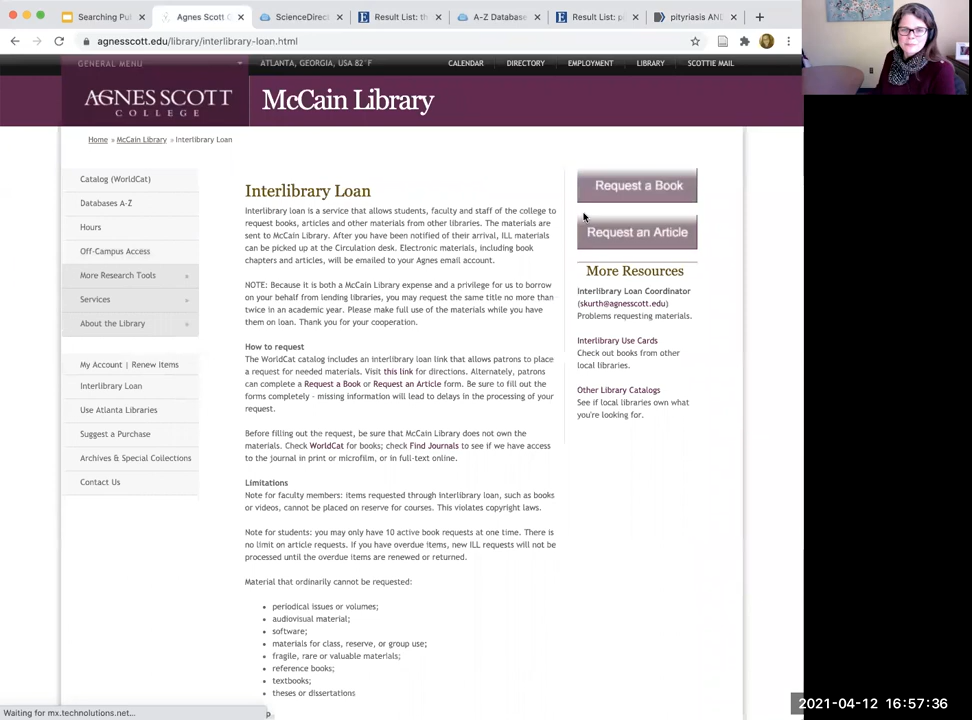 Searching Pu
Agnes Scott C
ScienceDirec
Result List: th
A-Z Database
Result List: pi
pityriasis AND
agnesscott.edu/library/interlibrary-loan.html
GENERAL MENU
ATLANTA, GEORGIA, USA 82°F
CALENDAR DIRECTORY EMPLOYMENT LIBRARY SCOTTIE MAIL
AGNES SCOTT
COLLEGE
McCain Library
Home » McCain Library » Interlibrary Loan
Catalog (WorldCat)
Databases A-Z
Hours
Off-Campus Access
More Research Tools »
Services »
About the Library »
My Account | Renew Items
Interlibrary Loan
Use Atlanta Libraries
Suggest a Purchase
Archives & Special Collections
Contact Us
Interlibrary Loan
Interlibrary loan is a service that allows students, faculty and staff of the college to
request books, articles and other materials from other libraries. The materials are
sent to McCain Library. After you have been notified of their arrival, ILL materials
can be picked up at the Circulation desk. Electronic materials, including book
chapters and articles, will be emailed to your Agnes email account.
NOTE: Because it is both a McCain Library expense and a privilege for us to borrow
on your behalf from lending libraries, you may request the same title no more than
twice in an academic year. Please make full use of the materials while you have
them on loan. Thank you for your cooperation.
How to request
The WorldCat catalog includes an interlibrary loan link that allows patrons to place
a request for needed materials. Visit this link for directions. Alternately, patrons
can complete a Request a Book or Request an Article form. Be sure to fill out the
forms completely - missing information will lead to delays in the processing of your
request.
Before filling out the request, be sure that McCain Library does not own the
materials. Check WorldCat for books; check Find Journals to see if we have access
to the journal in print or microfilm, or in full-text online.
Limitations
Note for faculty members: items requested through interlibrary loan, such as books
or videos, cannot be placed on reserve for courses. This violates copyright laws.
Note for students: you may only have 10 active book requests at one time. There is
no limit on article requests. If you have overdue items, new ILL requests will not be
processed until the overdue items are renewed or returned.
Material that ordinarily cannot be requested:
• periodical issues or volumes;
• audiovisual material;
• software;
• materials for class, reserve, or group use;
• fragile, rare or valuable materials;
• reference books;
• textbooks;
• theses or dissertations
Request a Book
Request an Article
More Resources
Interlibrary Loan Coordinator
(skurth@agnesscott.edu)
Problems requesting materials.
Interlibrary Use Cards
Check out books from other
local libraries.
Other Library Catalogs
See if local libraries own what
you're looking for.
Waiting for mx.technolutions.net...
2021-04-12 16:57:36